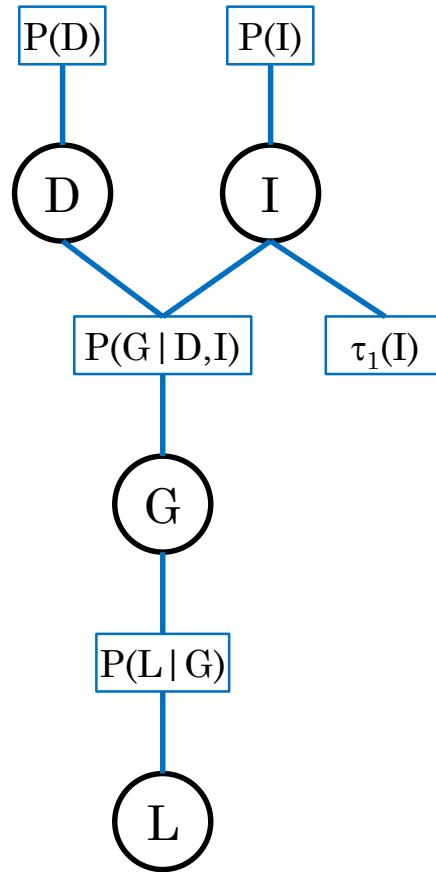 P(D) P(I)
D I
P(G|D,I) τ₁(I)
G
P(L|G)
L